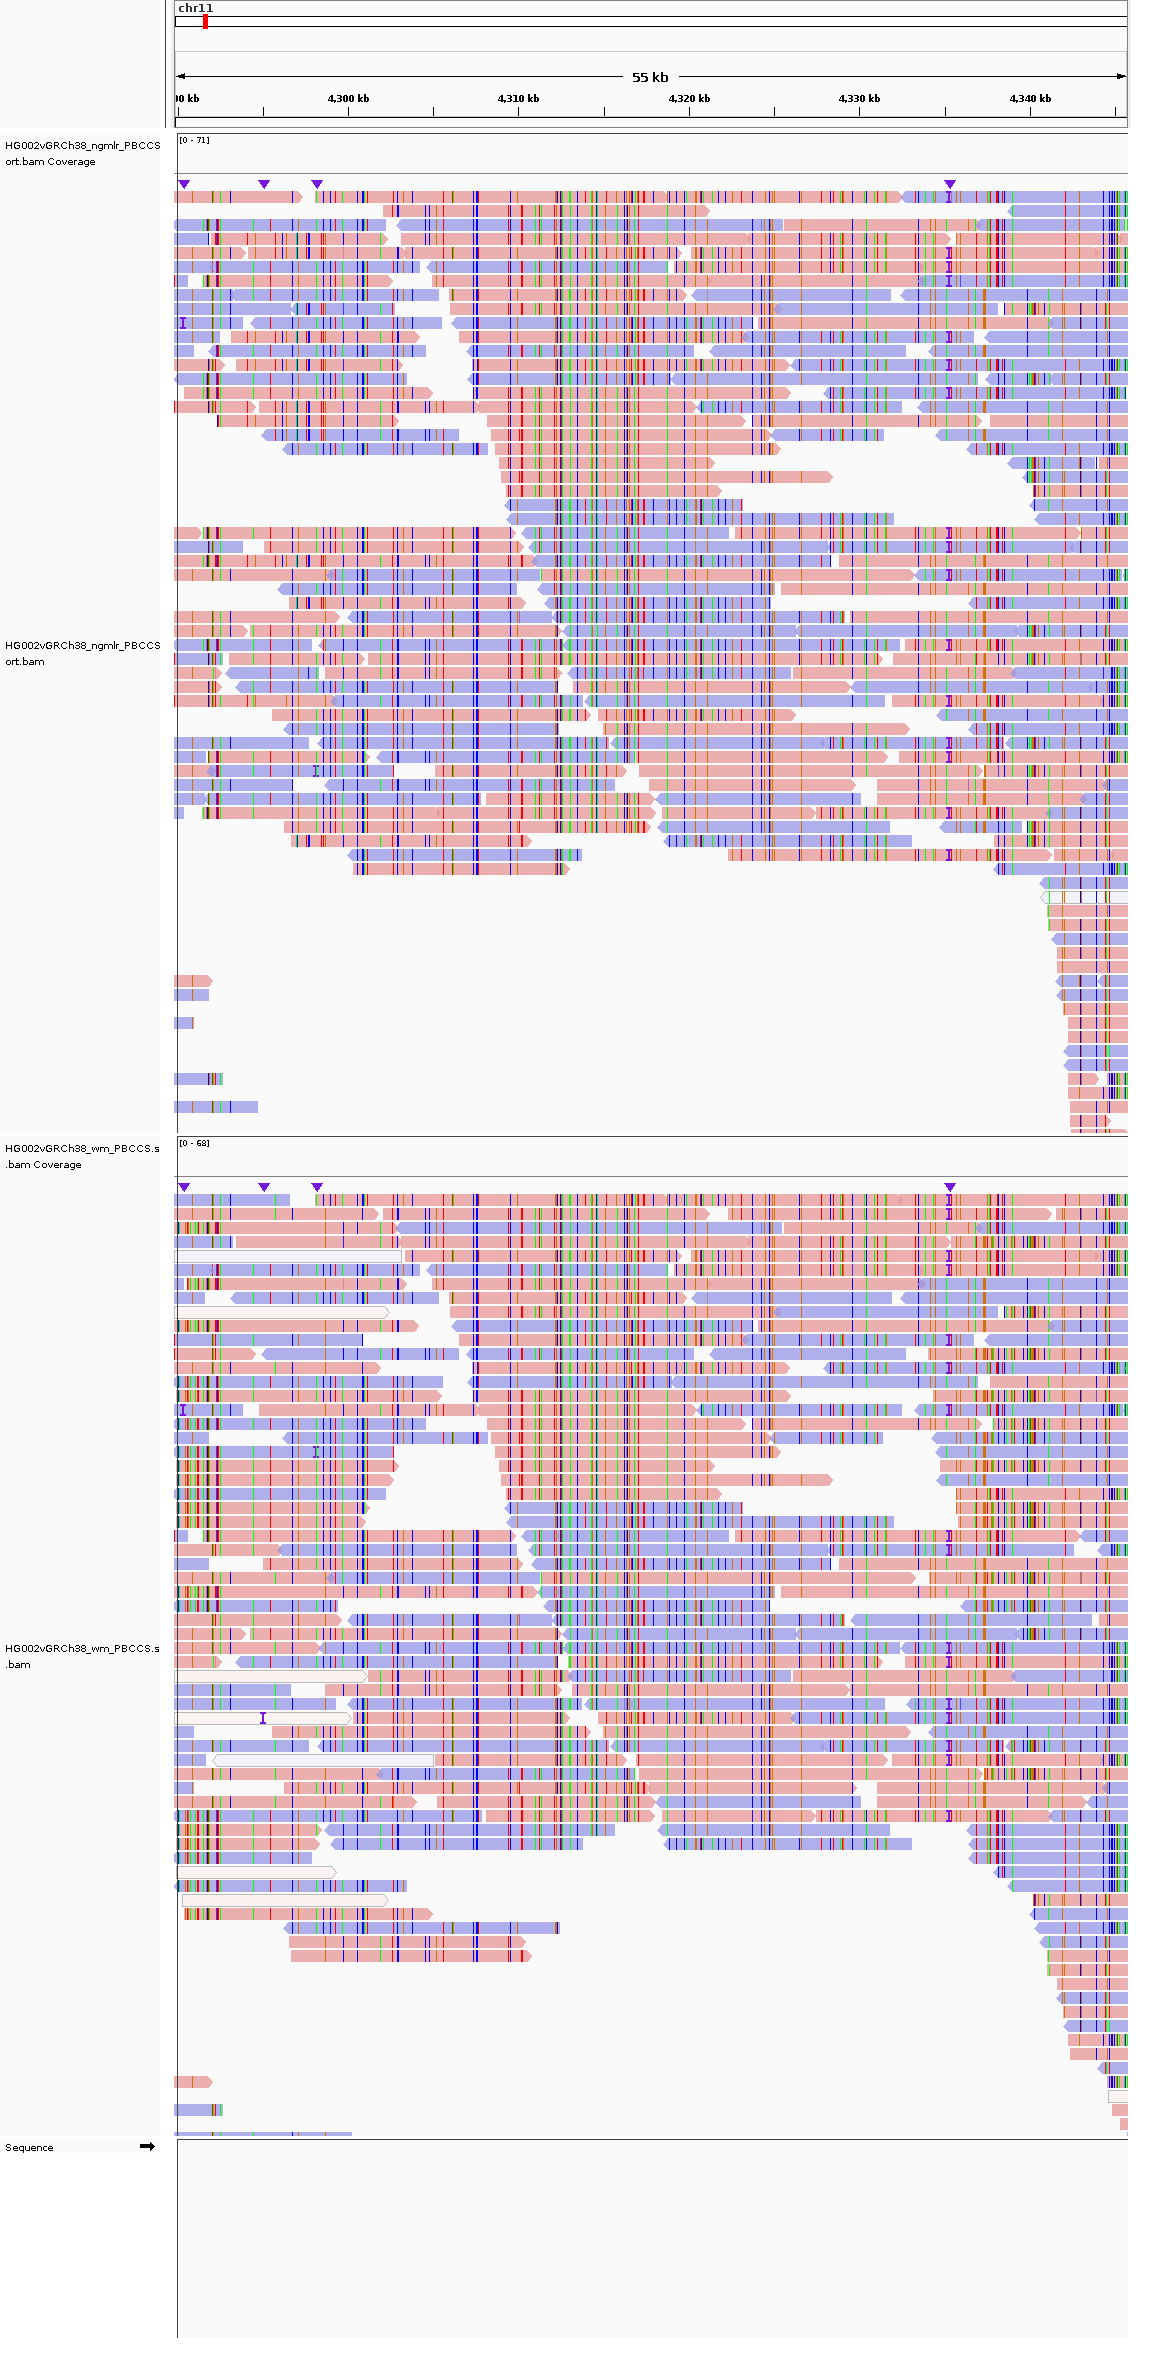 chr11
55 kb
00 kb 4,300 kb 4,310 kb 4,320 kb 4,330 kb 4,340 kb
HG002vGRCh38_ngmlr_PBCCS
ort.bam Coverage
[0 - 71]
HG002vGRCh38_ngmlr_PBCCS
ort.bam
HG002vGRCh38_wm_PBCCS.s
.bam Coverage
[0 - 68]
HG002vGRCh38_wm_PBCCS.s
.bam
Sequence